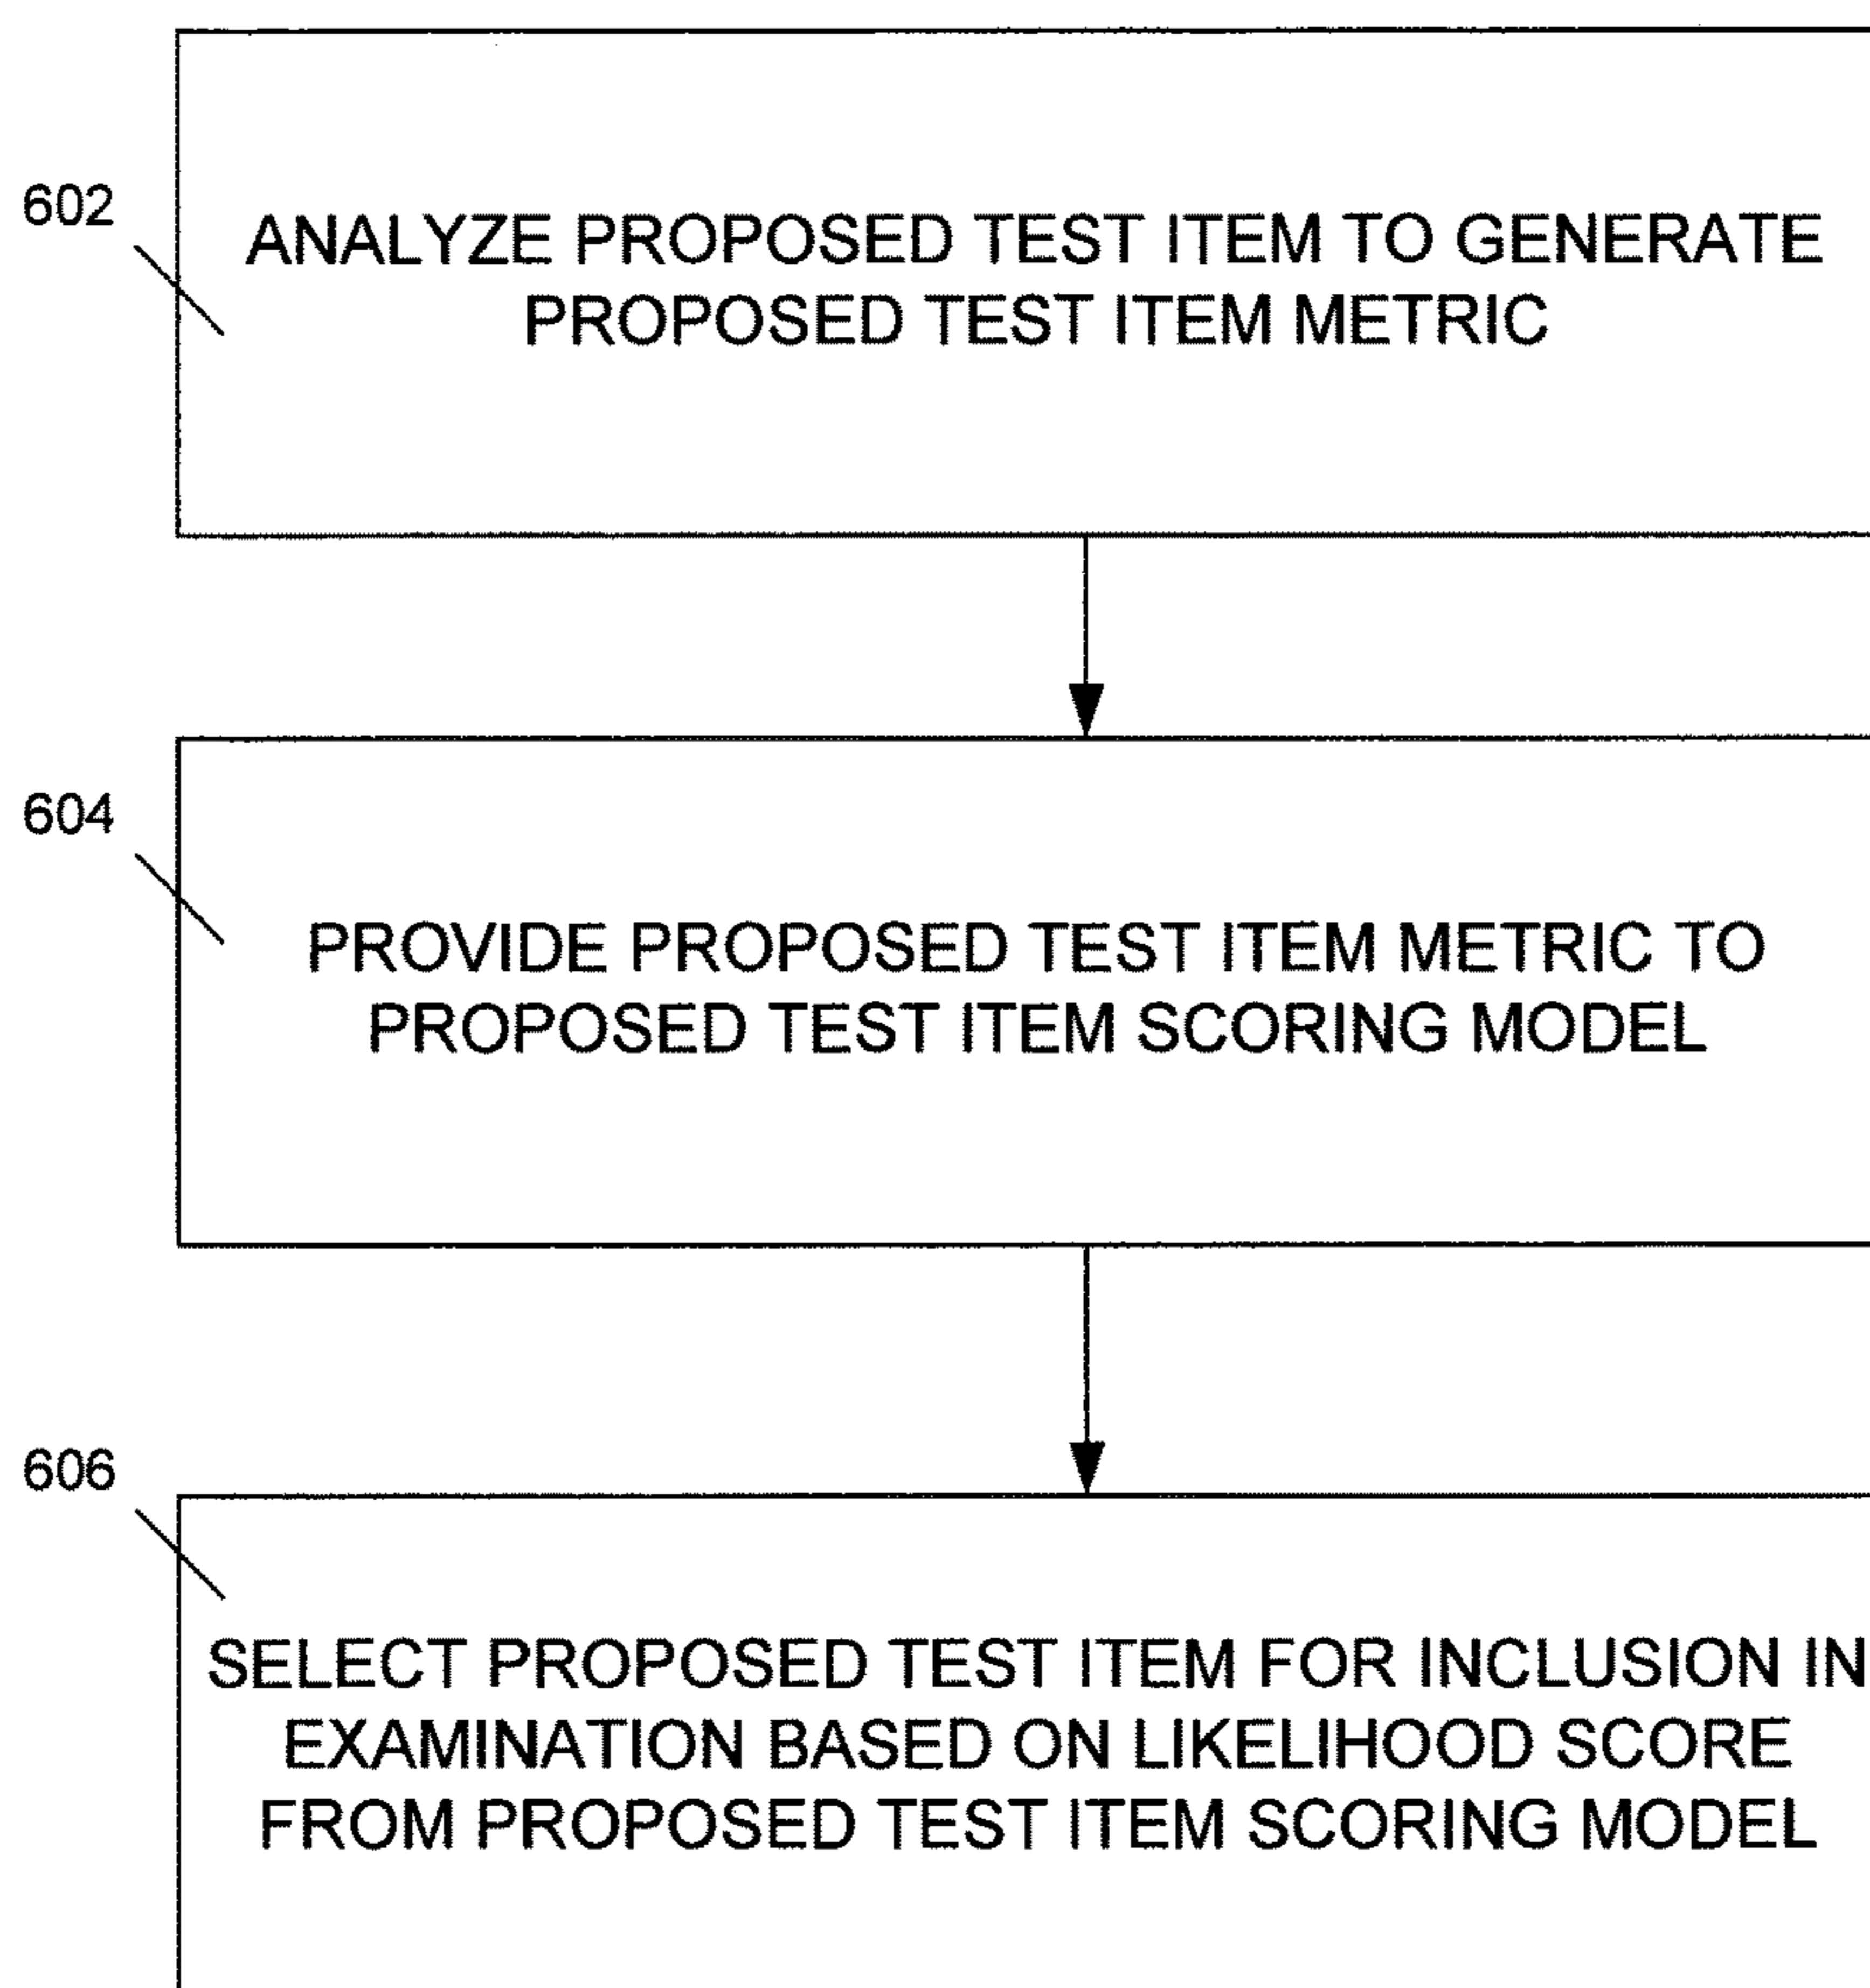 602
ANALYZE PROPOSED TEST ITEM TO GENERATE
PROPOSED TEST ITEM METRIC
604
PROVIDE PROPOSED TEST ITEM METRIC TO
PROPOSED TEST ITEM SCORING MODEL
606
SELECT PROPOSED TEST ITEM FOR INCLUSION IN
EXAMINATION BASED ON LIKELIHOOD SCORE
FROM PROPOSED TEST ITEM SCORING MODEL